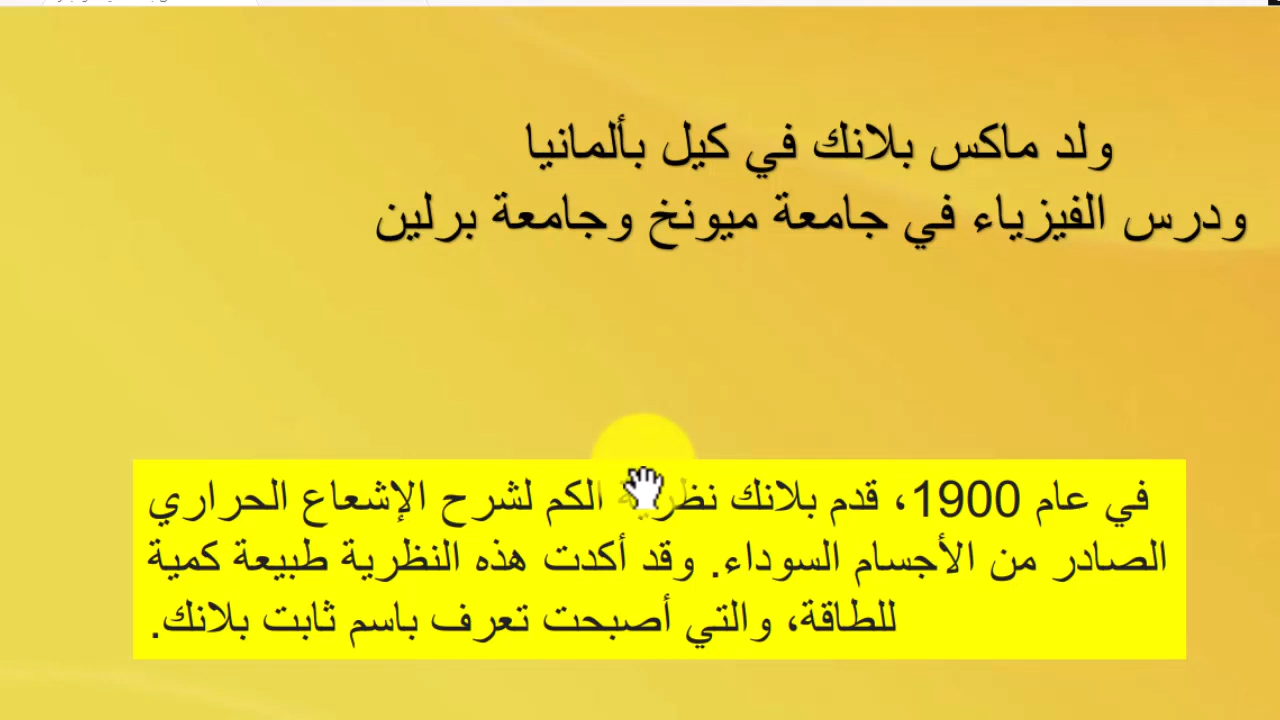 ولد ماكس بلانك في كيل بألمانيا
ودرس الفيزياء في جامعة ميونخ وجامعة برلين
في عام 1900، قدم بلانك نظرية الكم لشرح الإشعاع الحراري
الصادر من الأجسام السوداء. وقد أكدت هذه النظرية طبيعة كمية
للطاقة، والتي أصبحت تعرف باسم ثابت بلانك.